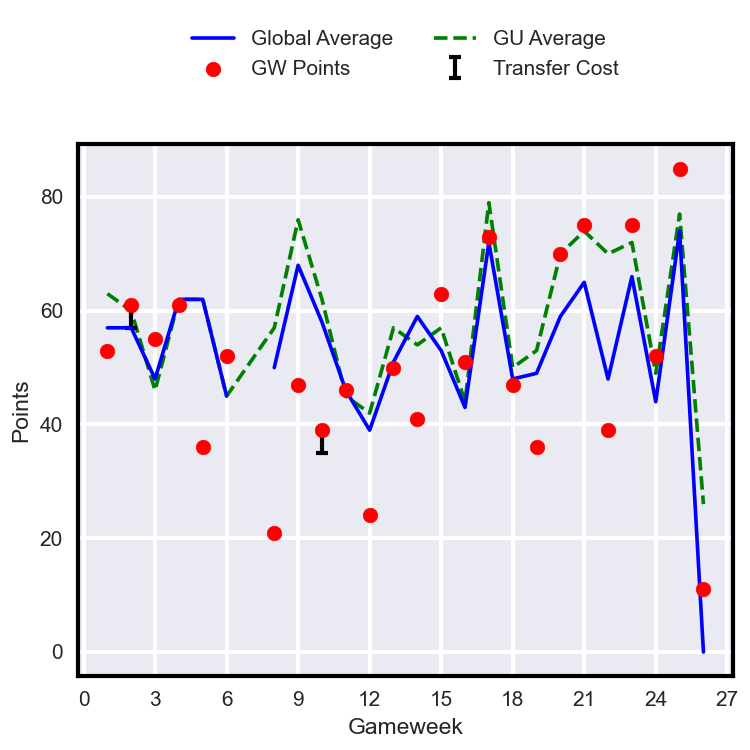 Global Average
GU Average
GW Points
Transfer Cost
80
60
40
20
0
Points
0 3 6 9 12 15 18 21 24 27
Gameweek